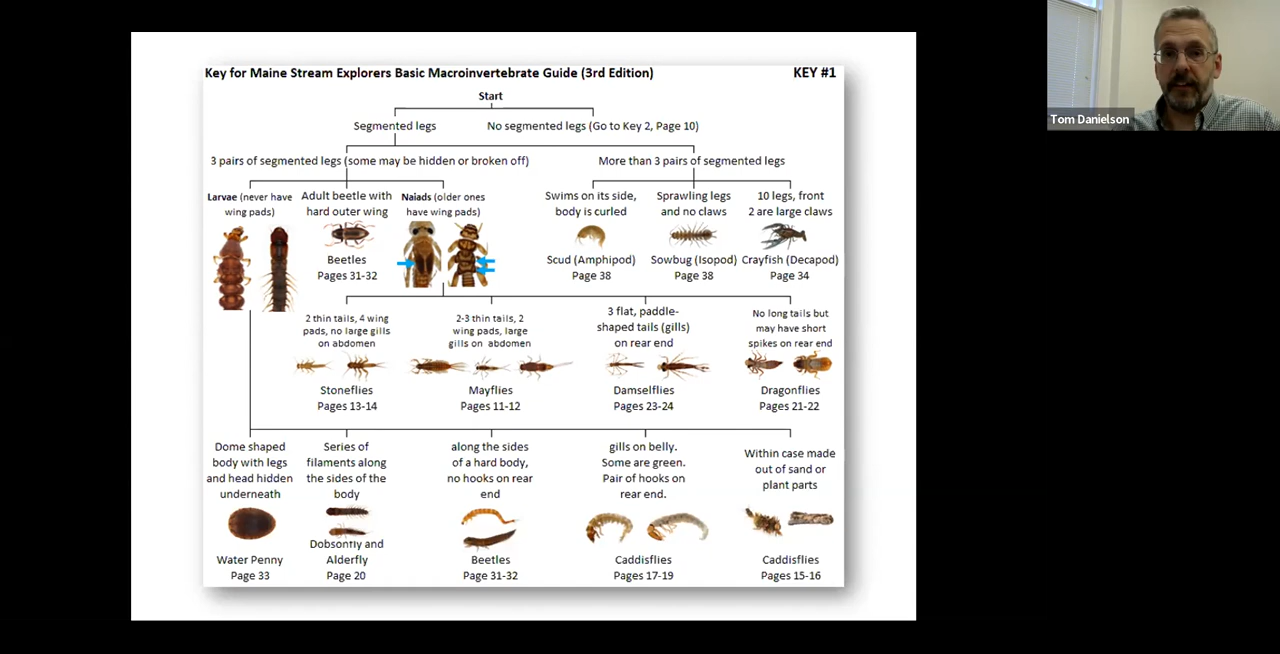 Key for Maine Stream Explorers Basic Macroinvertebrate Guide (3rd Edition)
KEY #1
Start
Segmented legs
No segmented legs (Go to Key 2, Page 10)
3 pairs of segmented legs (some may be hidden or broken off)
More than 3 pairs of segmented legs
Larvae (never have
wing pads)
Adult beetle with
hard outer wing
Beetles
Pages 31-32
Naiads (older ones
have wing pads)
Swims on its side,
body is curled
Scud (Amphipod)
Page 38
Sprawling legs
and no claws
Sowbug (Isopod)
Page 38
10 legs, front
2 are large claws
Crayfish (Decapod)
Page 34
2 thin tails, 4 wing
pads, no large gills
on abdomen
Stoneflies
Pages 13-14
2-3 thin tails, 2
wing pads, large
gills on abdomen
Mayflies
Pages 11-12
3 flat, paddle-
shaped tails (gills)
on rear end
Damselflies
Pages 23-24
No long tails but
may have short
spikes on rear end
Dragonflies
Pages 21-22
Dome shaped
body with legs
and head hidden
underneath
Water Penny
Page 33
Series of
filaments along
the sides of the
body
Dobsonfly and
Alderfly
Page 20
along the sides
of a hard body,
no hooks on rear
end
Beetles
Pages 31-32
gills on belly.
Some are green.
Pair of hooks on
rear end.
Caddisflies
Pages 17-19
Within case made
out of sand or
plant parts
Caddisflies
Pages 15-16
Tom Danielson